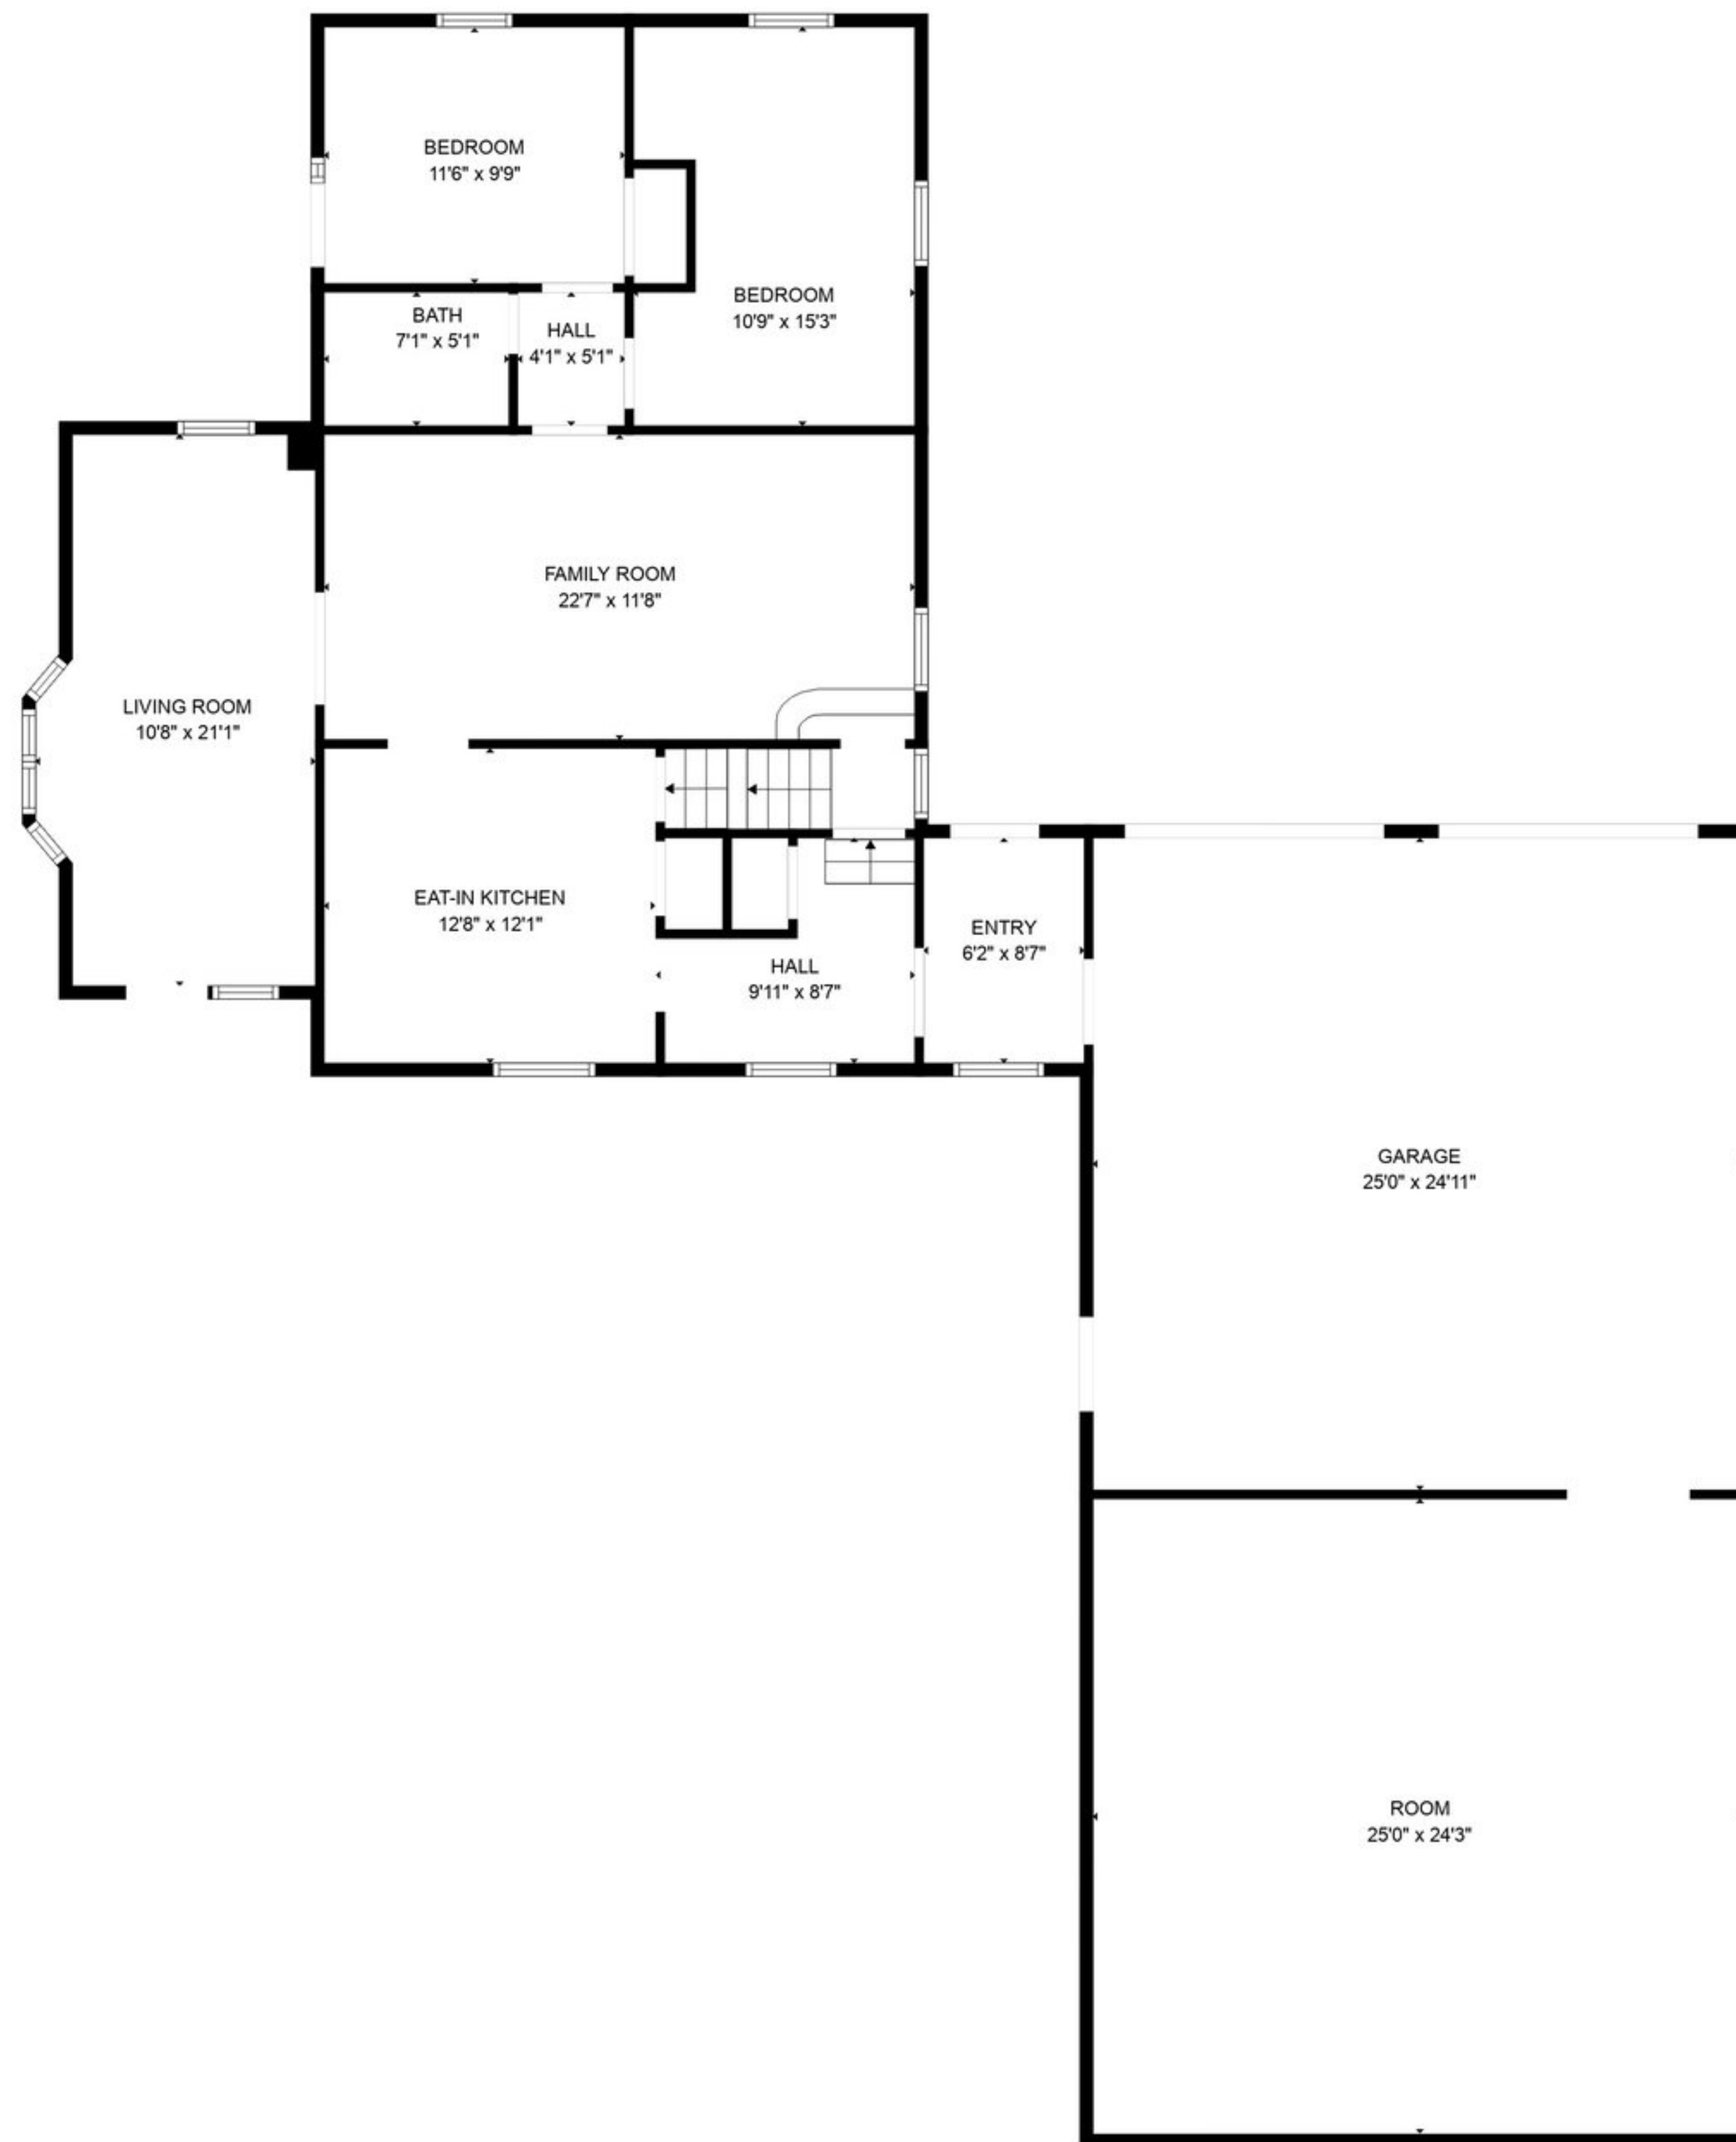 BEDROOM
11'6" x 9'9"
BEDROOM
10'9" x 15'3"
BATH
7'1" x 5'1"
HALL
4'1" x 5'1"
FAMILY ROOM
22'7" x 11'8"
LIVING ROOM
10'8" x 21'1"
EAT-IN KITCHEN
12'8" x 12'1"
HALL
9'11" x 8'7"
ENTRY
6'2" x 8'7"
GARAGE
25'0" x 24'11"
ROOM
25'0" x 24'3"